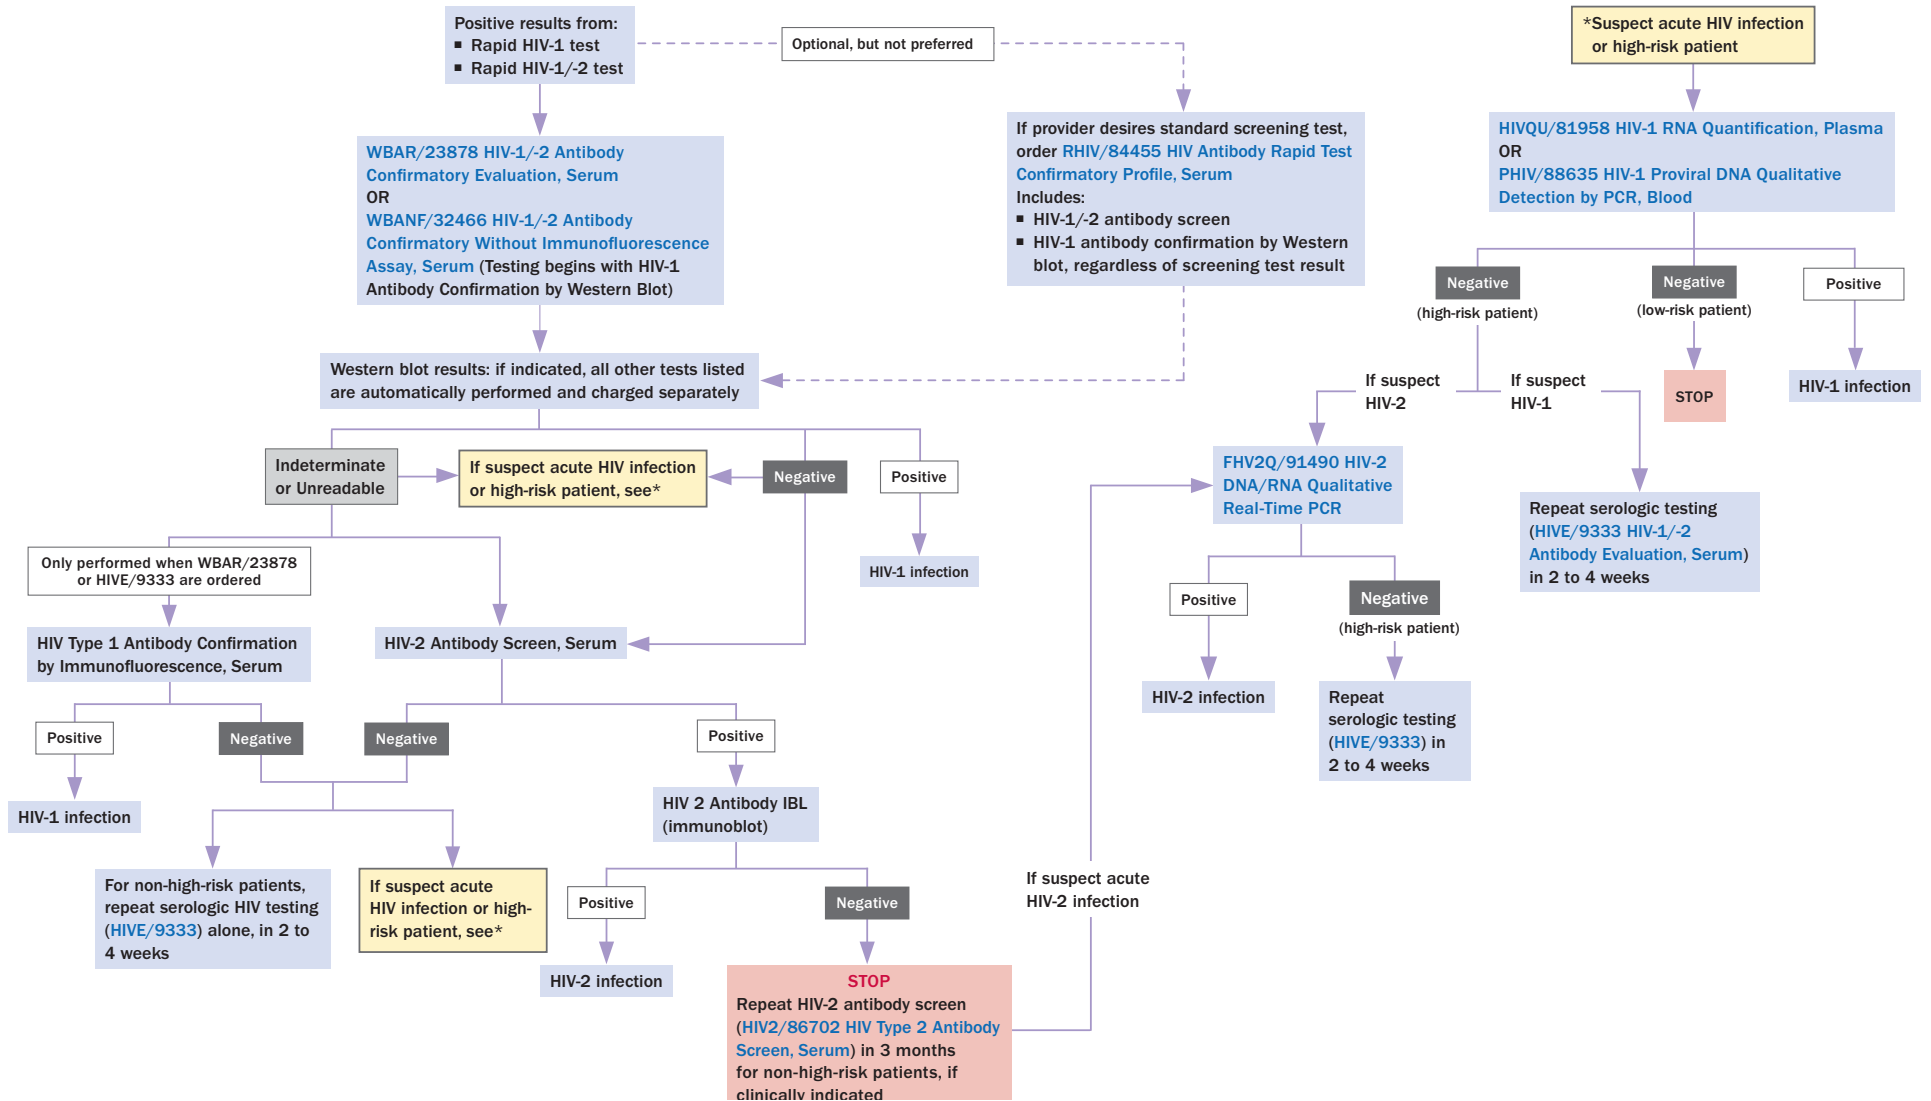 Positive results from:
▪ Rapid HIV-1 test
▪ Rapid HIV-1/-2 test
Optional, but not preferred
*Suspect acute HIV infection
or high-risk patient
WBAR/23878 HIV-1/-2 Antibody
Confirmatory Evaluation, Serum
OR
WBANF/32466 HIV-1/-2 Antibody
Confirmatory Without Immunofluorescence
Assay, Serum (Testing begins with HIV-1
Antibody Confirmation by Western Blot)
If provider desires standard screening test,
order RHIV/84455 HIV Antibody Rapid Test
Confirmatory Profile, Serum
Includes:
▪ HIV-1/-2 antibody screen
▪ HIV-1 antibody confirmation by Western
blot, regardless of screening test result
HIVQU/81958 HIV-1 RNA Quantification, Plasma
OR
PHIV/88635 HIV-1 Proviral DNA Qualitative
Detection by PCR, Blood
Negative
(high-risk patient)
Negative
(low-risk patient)
Positive
STOP
HIV-1 infection
If suspect
HIV-2
If suspect
HIV-1
Western blot results: if indicated, all other tests listed
are automatically performed and charged separately
Indeterminate
or Unreadable
If suspect acute HIV infection
or high-risk patient, see*
Negative
Positive
HIV-1 infection
FHV2Q/91490 HIV-2
DNA/RNA Qualitative
Real-Time PCR
Repeat serologic testing
(HIVE/9333 HIV-1/-2
Antibody Evaluation, Serum)
in 2 to 4 weeks
Only performed when WBAR/23878
or HIVE/9333 are ordered
HIV Type 1 Antibody Confirmation
by Immunofluorescence, Serum
HIV-2 Antibody Screen, Serum
Positive
Negative
(high-risk patient)
HIV-2 infection
Repeat
serologic testing
(HIVE/9333) in
2 to 4 weeks
Positive
Negative
Negative
Positive
HIV-1 infection
HIV 2 Antibody IBL
(immunoblot)
For non-high-risk patients,
repeat serologic HIV testing
(HIVE/9333) alone, in 2 to
4 weeks
If suspect acute
HIV infection or high-
risk patient, see*
Positive
Negative
If suspect acute
HIV-2 infection
HIV-2 infection
STOP
Repeat HIV-2 antibody screen
(HIV2/86702 HIV Type 2 Antibody
Screen, Serum) in 3 months
for non-high-risk patients, if
clinically indicated